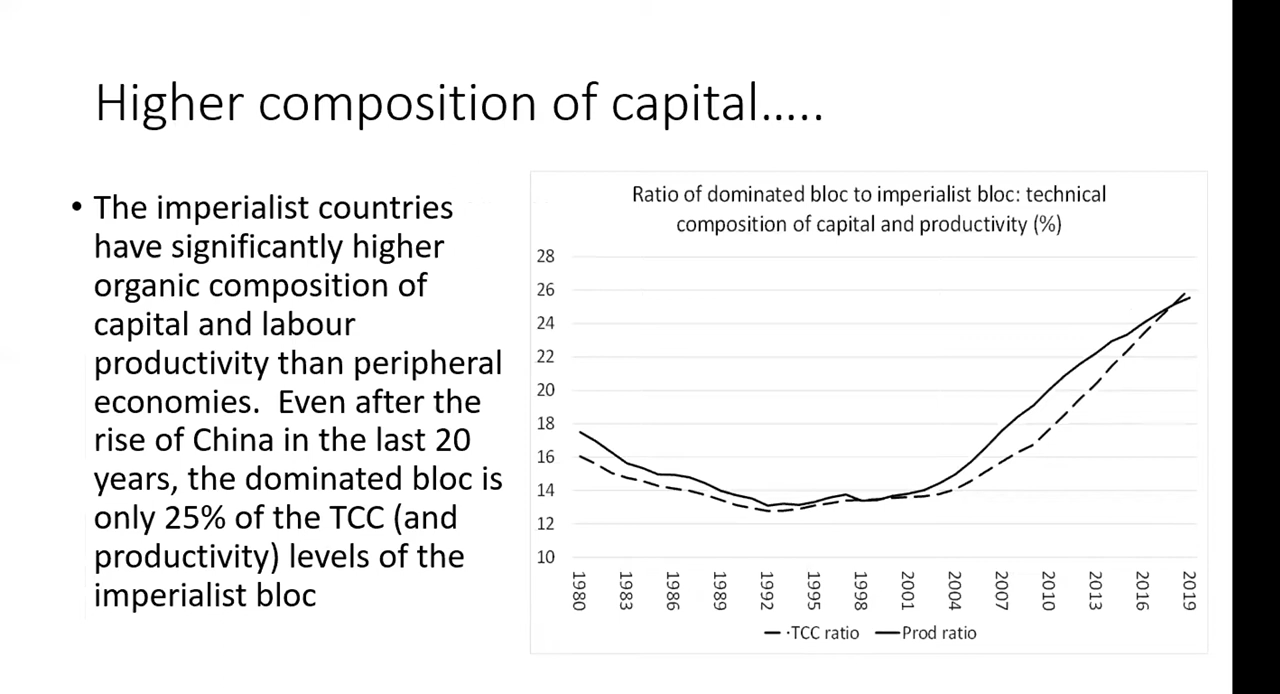 Higher composition of capital.....
• The imperialist countries
have significantly higher
organic composition of
capital and labour
productivity than peripheral
economies.  Even after the
rise of China in the last 20
years, the dominated bloc is
only 25% of the TCC (and
productivity) levels of the
imperialist bloc
Ratio of dominated bloc to imperialist bloc: technical
composition of capital and productivity (%)
28
26
24
22
20
18
16
14
12
10
1980 1983 1986 1989 1992 1995 1998 2001 2004 2007 2010 2013 2016 2019
·TCC ratio Prod ratio